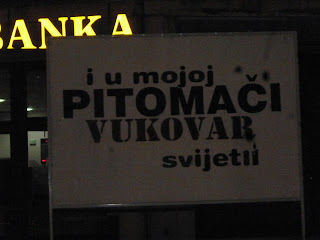 BANKA
i u mojoj
PITOMAČI
VUKOVAR
svijetli